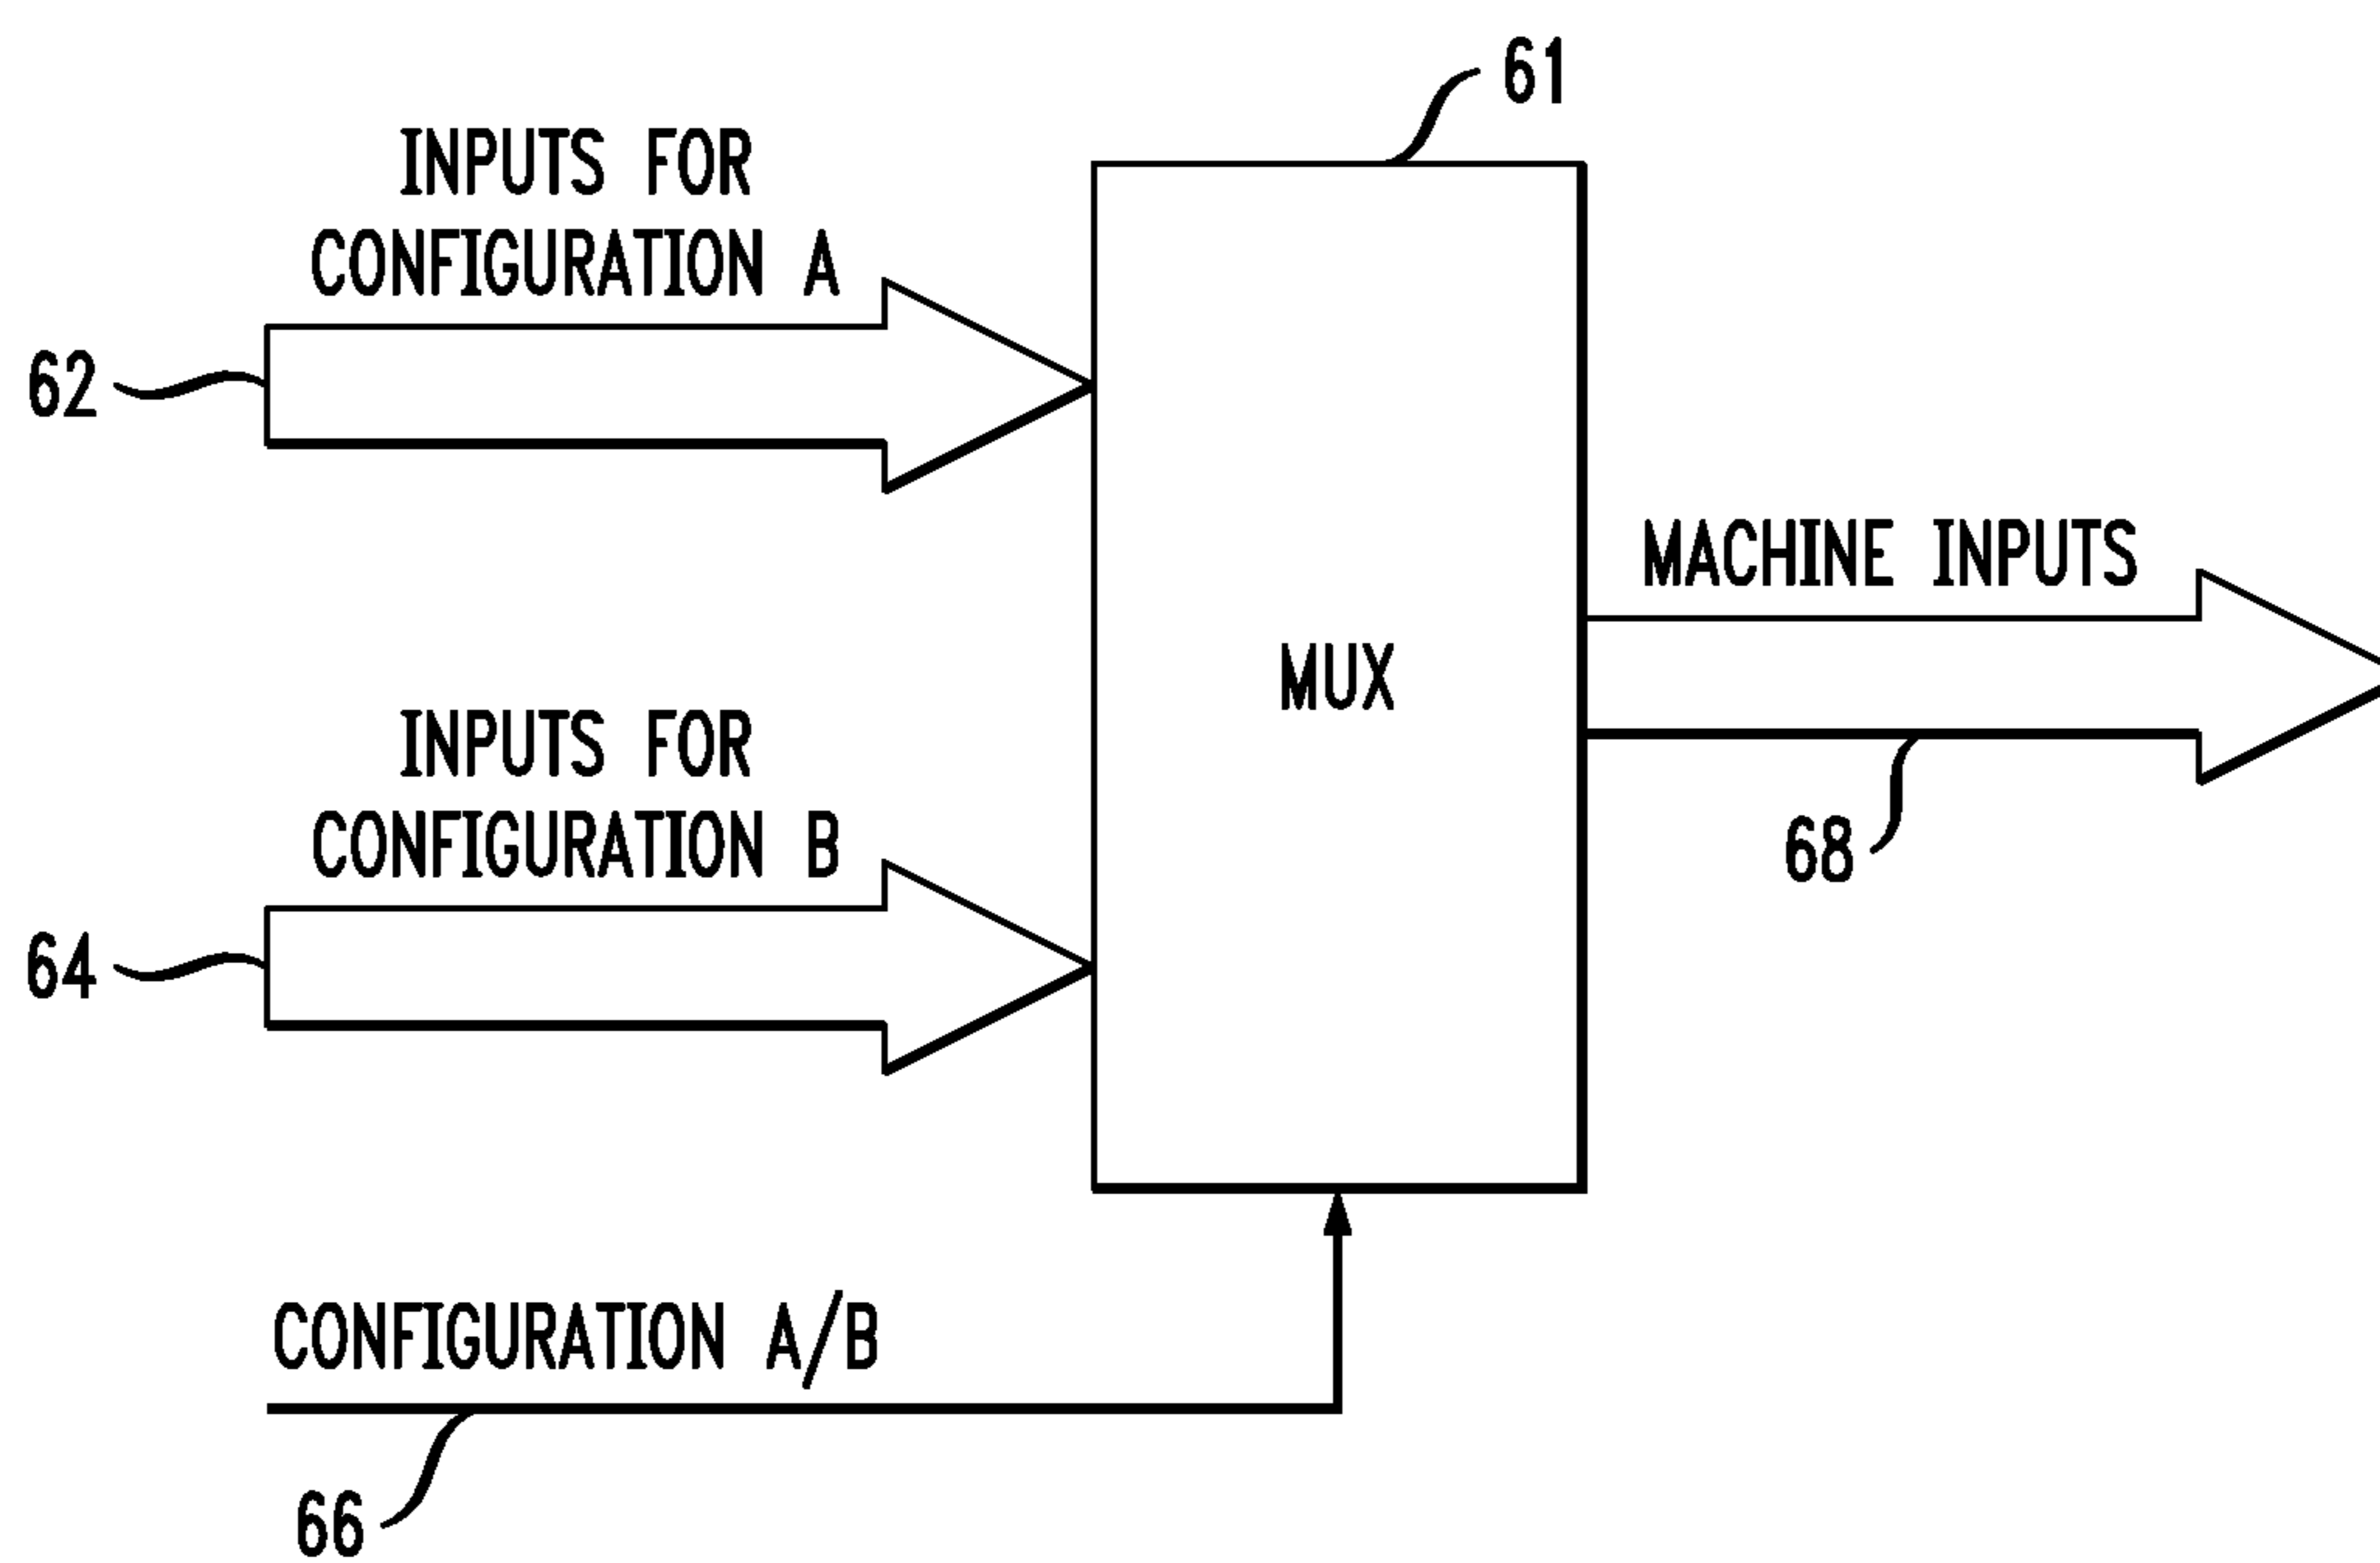 61
INPUTS FOR
CONFIGURATION A
62
MACHINE INPUTS
MUX
INPUTS FOR
CONFIGURATION B
68
64
CONFIGURATION A/B
66